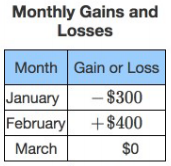 Monthly Gains and
Losses
Month Gain or Loss
January −$300
February +$400
March $0